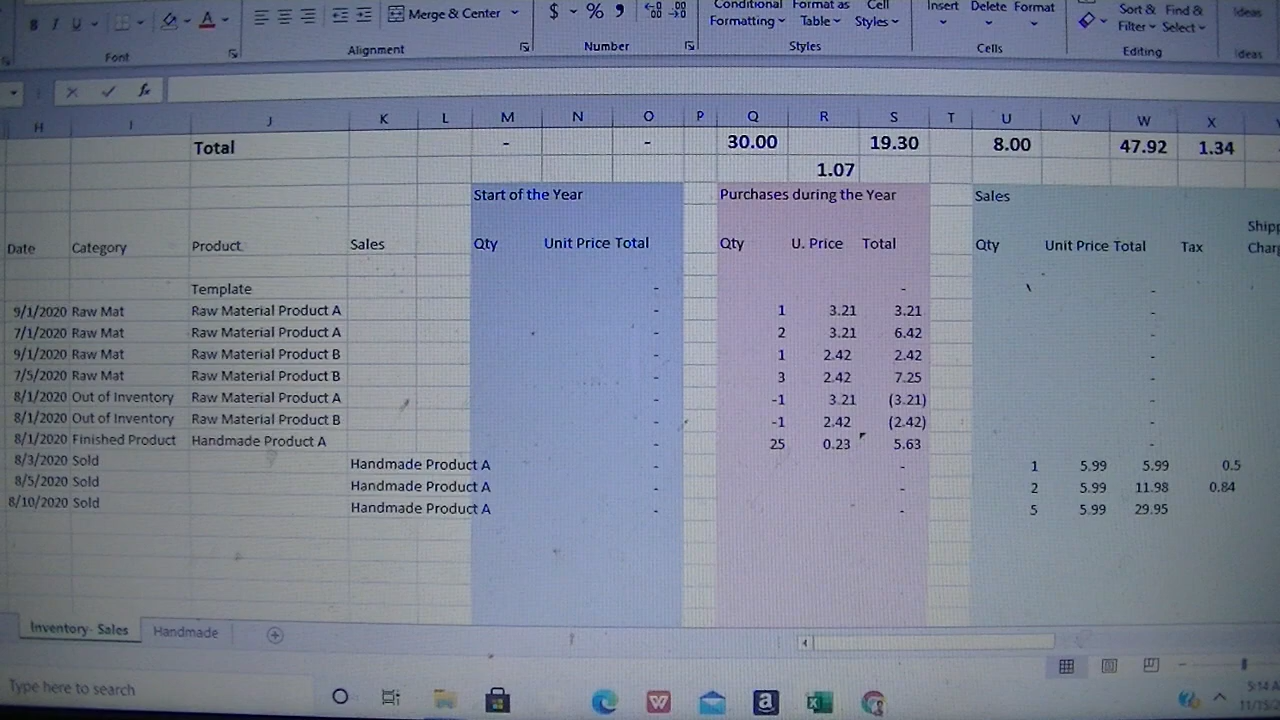 Conditional Format as Cell Insert Delete Format Sort & Find & Ideas
B I U A Merge & Center $ % , Formatting Table Styles Filter Select
Font Alignment Number Styles Cells Editing Ideas
fx
H I J K L M N O P Q R S T U V W X
Total - - 30.00 19.30 8.00 47.92 1.34
1.07
Start of the Year Purchases during the Year Sales
Date Category Product Sales Qty Unit Price Total Qty U. Price Total Qty Unit Price Total Tax
Template - - -
9/1/2020 Raw Mat Raw Material Product A - 1 3.21 3.21 -
7/1/2020 Raw Mat Raw Material Product A - 2 3.21 6.42 -
9/1/2020 Raw Mat Raw Material Product B - 1 2.42 2.42 -
7/5/2020 Raw Mat Raw Material Product B - 3 2.42 7.25 -
8/1/2020 Out of Inventory Raw Material Product A - -1 3.21 (3.21) -
8/1/2020 Out of Inventory Raw Material Product B - -1 2.42 (2.42) -
8/1/2020 Finished Product Handmade Product A - 25 0.23 5.63 -
8/3/2020 Sold Handmade Product A - - 1 5.99 5.99 0.5
8/5/2020 Sold Handmade Product A - - 2 5.99 11.98 0.84
8/10/2020 Sold Handmade Product A - - 5 5.99 29.95
Inventory- Sales Handmade
Type here to search